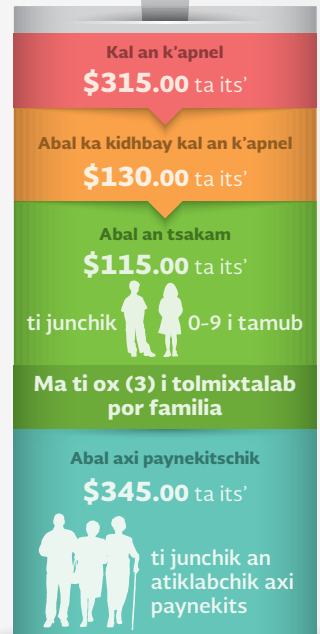 Kal an k'apnel
$315.00 ta its’
Abal ka kidhbay kal an k’apnel
$130.00 ta its’
Abal an tsakam
$115.00 ta its’
ti junchik 0-9 i tamub
Ma ti ox (3) i tolmixtalab
por familia
Abal axi paynekitschik
$345.00 ta its’
ti junchik an
atiklabchik axi
paynekits